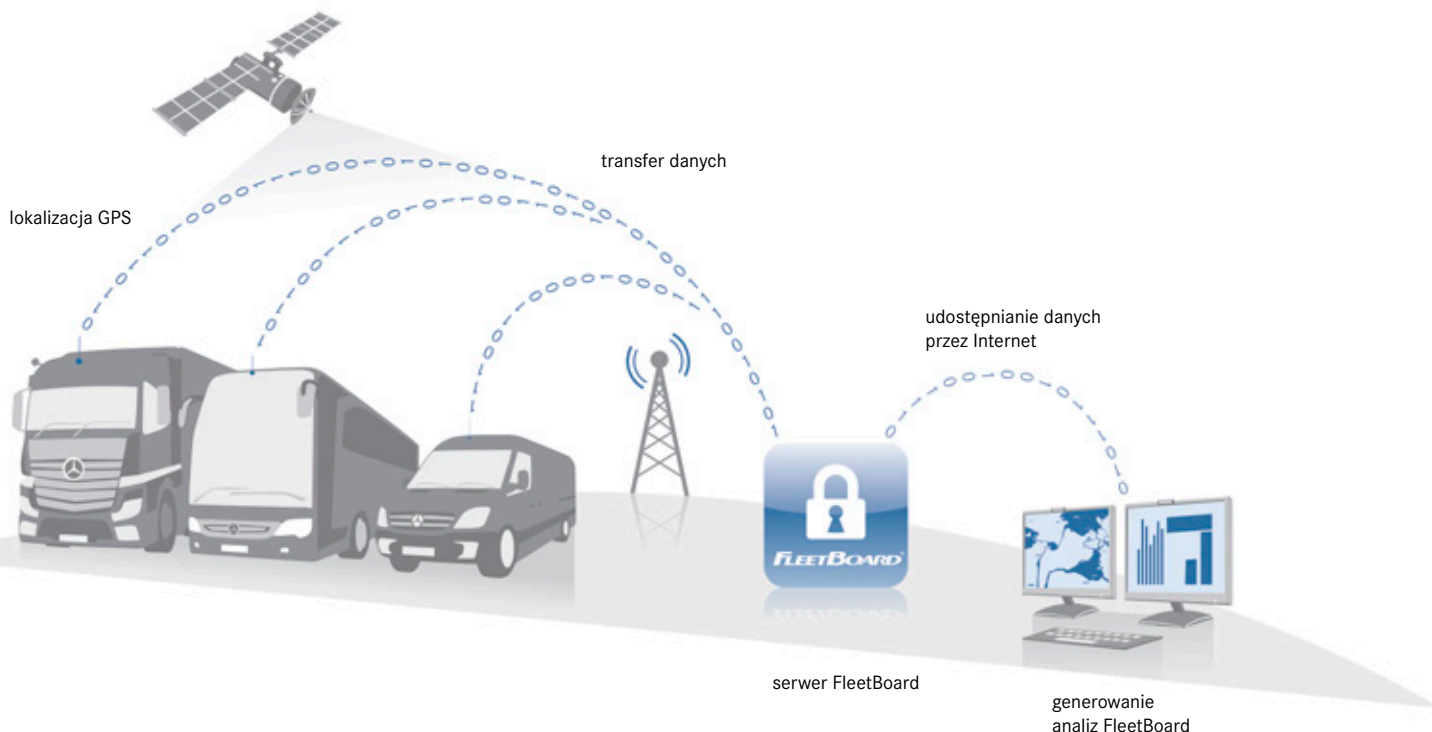 transfer danych
lokalizacja GPS
udostępnianie danych
przez Internet
FLEETBOARD
serwer FleetBoard
generowanie
analiz FleetBoard